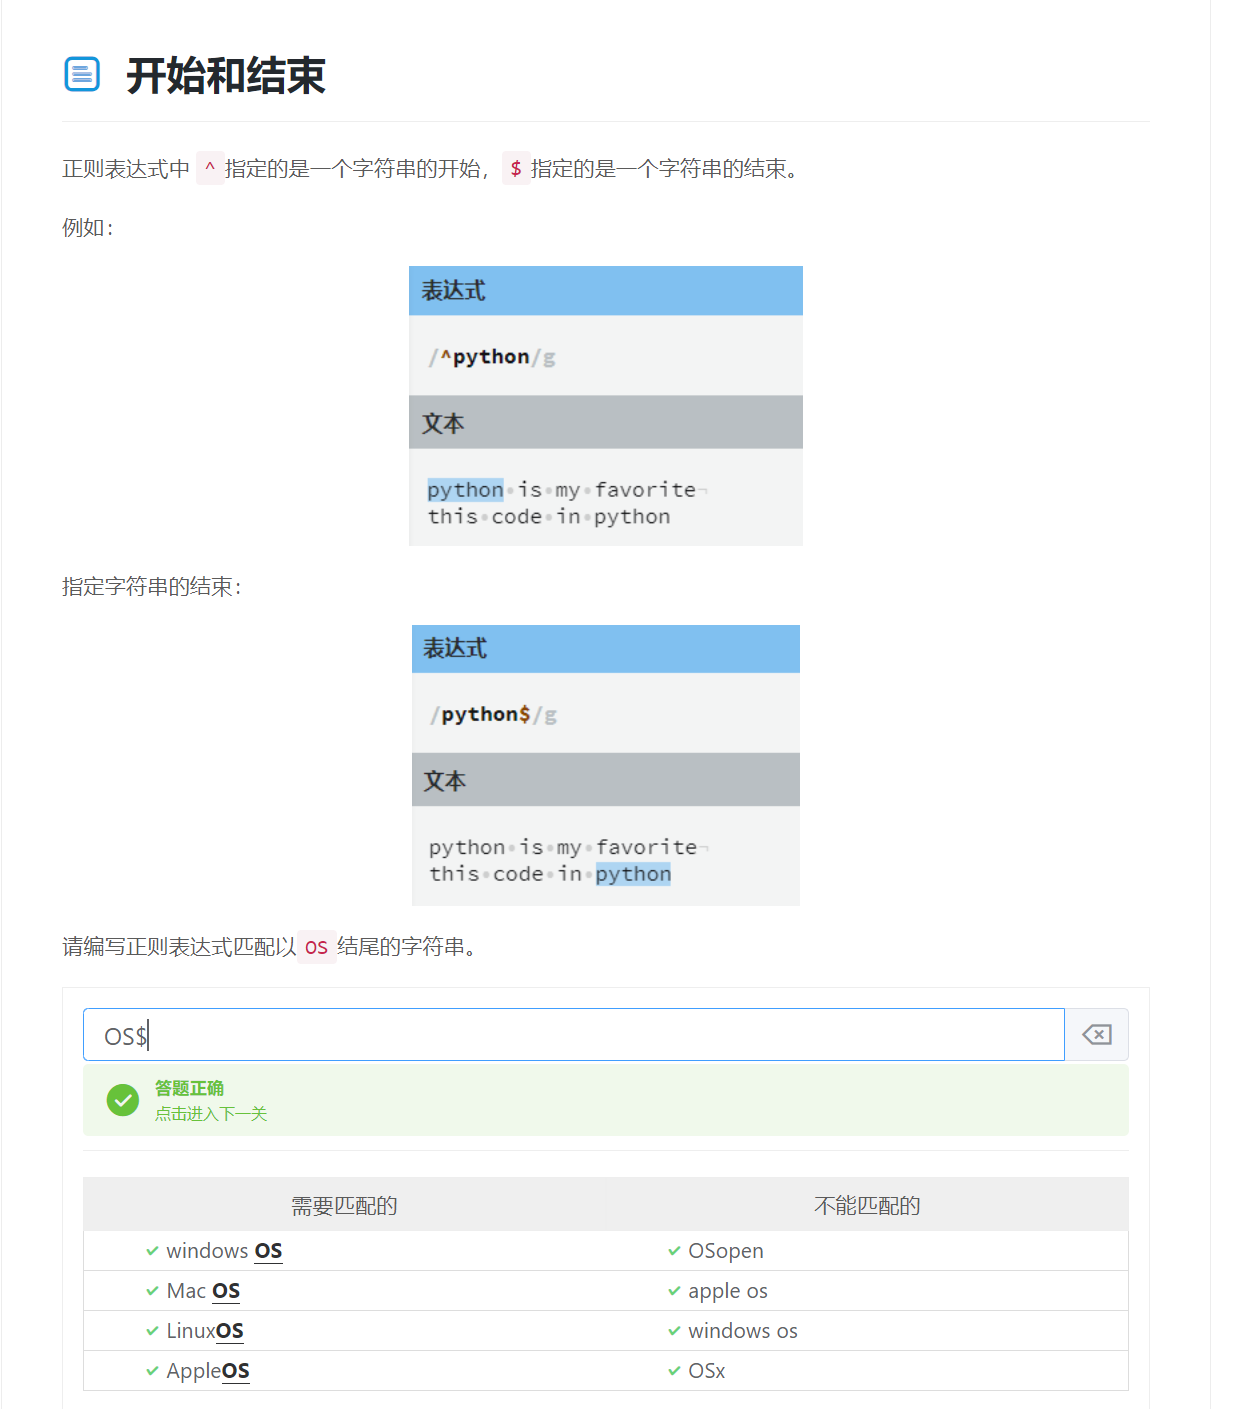 开始和结束
正则表达式中 ^ 指定的是一个字符串的开始，$ 指定的是一个字符串的结束。
例如：
表达式
/^python/g
文本
python is my favorite
this code in python
指定字符串的结束：
表达式
/python$/g
文本
python is my favorite
this code in python
请编写正则表达式匹配以 OS 结尾的字符串。
OS$
答题正确
点击进入下一关
需要匹配的 不能匹配的
windows OS OSopen
Mac OS apple os
LinuxOS windows os
AppleOS OSx